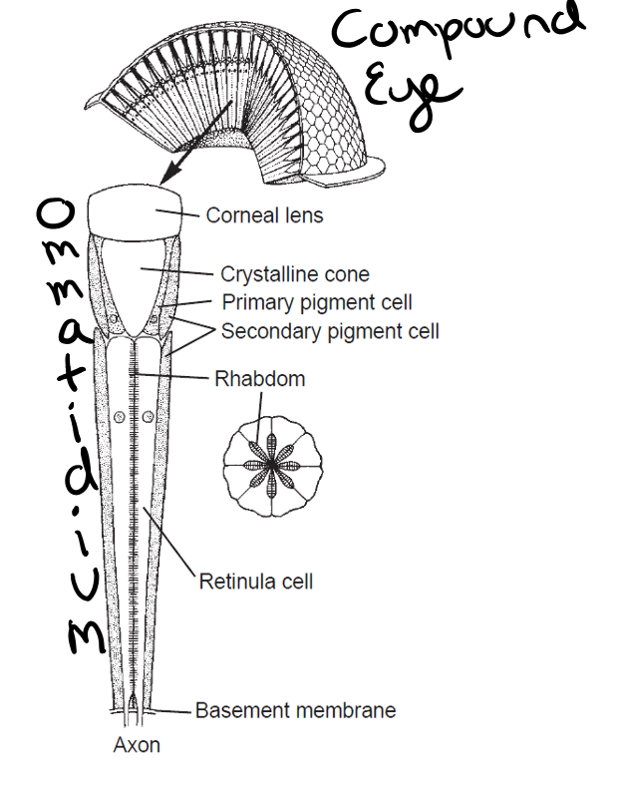 Compound
Eye
Ommatidium
Corneal lens
Crystalline cone
Primary pigment cell
Secondary pigment cell
Rhabdom
Retinula cell
Basement membrane
Axon